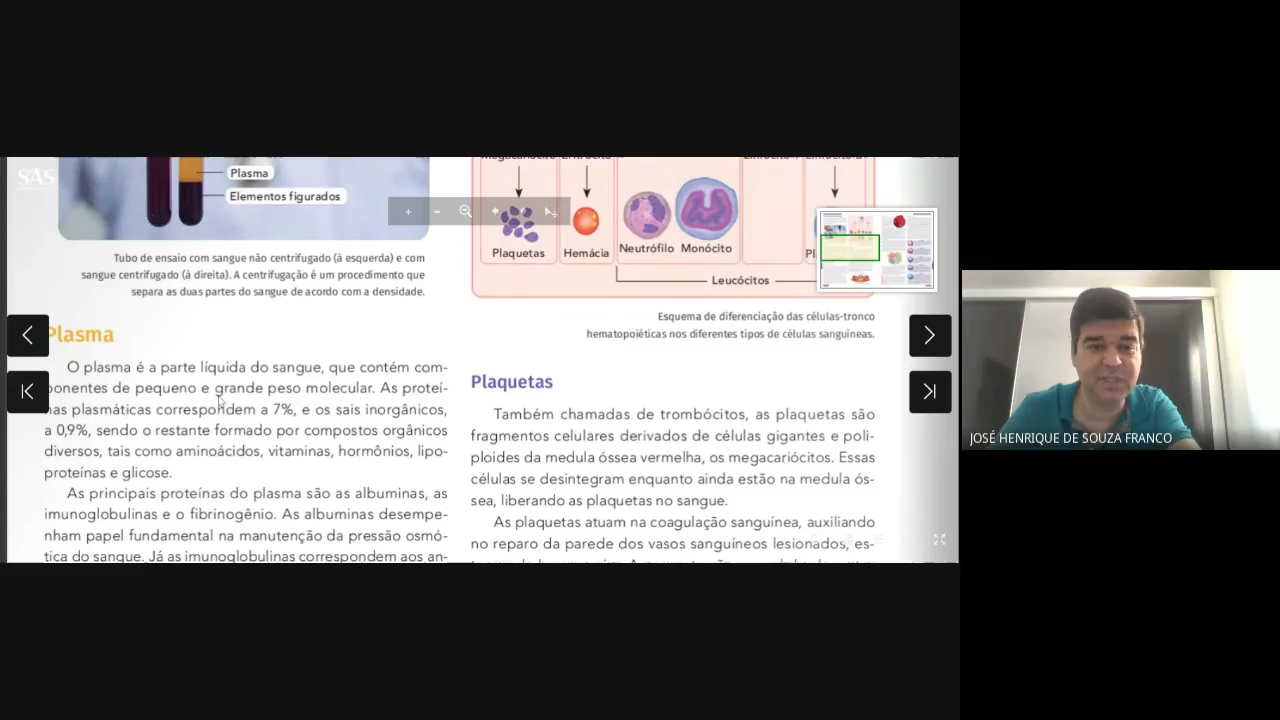 SAS
Plasma
Elementos figurados
Tubo de ensaio com sangue não centrifugado (à esquerda) e com
sangue centrifugado (à direita). A centrifugação é um procedimento que
separa as duas partes do sangue de acordo com a densidade.
Plasma
O plasma é a parte líquida do sangue, que contém com-
ponentes de pequeno e grande peso molecular. As proteí-
nas plasmáticas correspondem a 7%, e os sais inorgânicos,
a 0,9%, sendo o restante formado por compostos orgânicos
diversos, tais como aminoácidos, vitaminas, hormônios, lipo-
proteínas e glicose.
As principais proteínas do plasma são as albuminas, as
imunoglobulinas e o fibrinogênio. As albuminas desempe-
nham papel fundamental na manutenção da pressão osmó-
tica do sangue. Já as imunoglobulinas correspondem aos an-
Megacariócito Eritrócito
Plaquetas
Hemácia
Neutrófilo
Monócito
Pl
Leucócitos
Esquema de diferenciação das células-tronco
hematopoiéticas nos diferentes tipos de células sanguíneas.
Plaquetas
Também chamadas de trombócitos, as plaquetas são
fragmentos celulares derivados de células gigantes e poli-
ploides da medula óssea vermelha, os megacariócitos. Essas
células se desintegram enquanto ainda estão na medula ós-
sea, liberando as plaquetas no sangue.
As plaquetas atuam na coagulação sanguínea, auxiliando
no reparo da parede dos vasos sanguíneos lesionados, es-
JOSÉ HENRIQUE DE SOUZA FRANCO